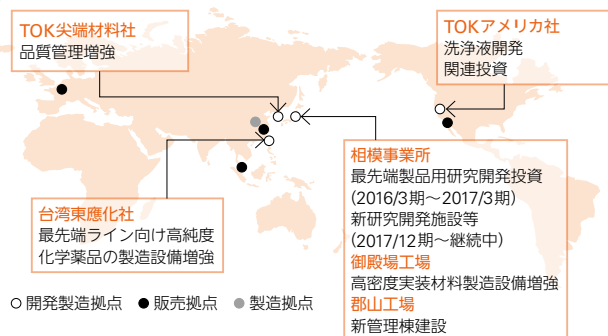 TOK尖端材料社
品質管理増強
TOKアメリカ社
洗浄液開発
関連投資
台湾東應化社
最先端ライン向け高純度
化学薬品の製造設備増強
相模事業所
最先端製品用研究開発投資
(2016/3期～2017/3期)
新研究開発施設等
(2017/12期～継続中)
御殿場工場
高密度実装材料製造設備増強
郡山工場
新管理棟建設
開発製造拠点 販売拠点 製造拠点